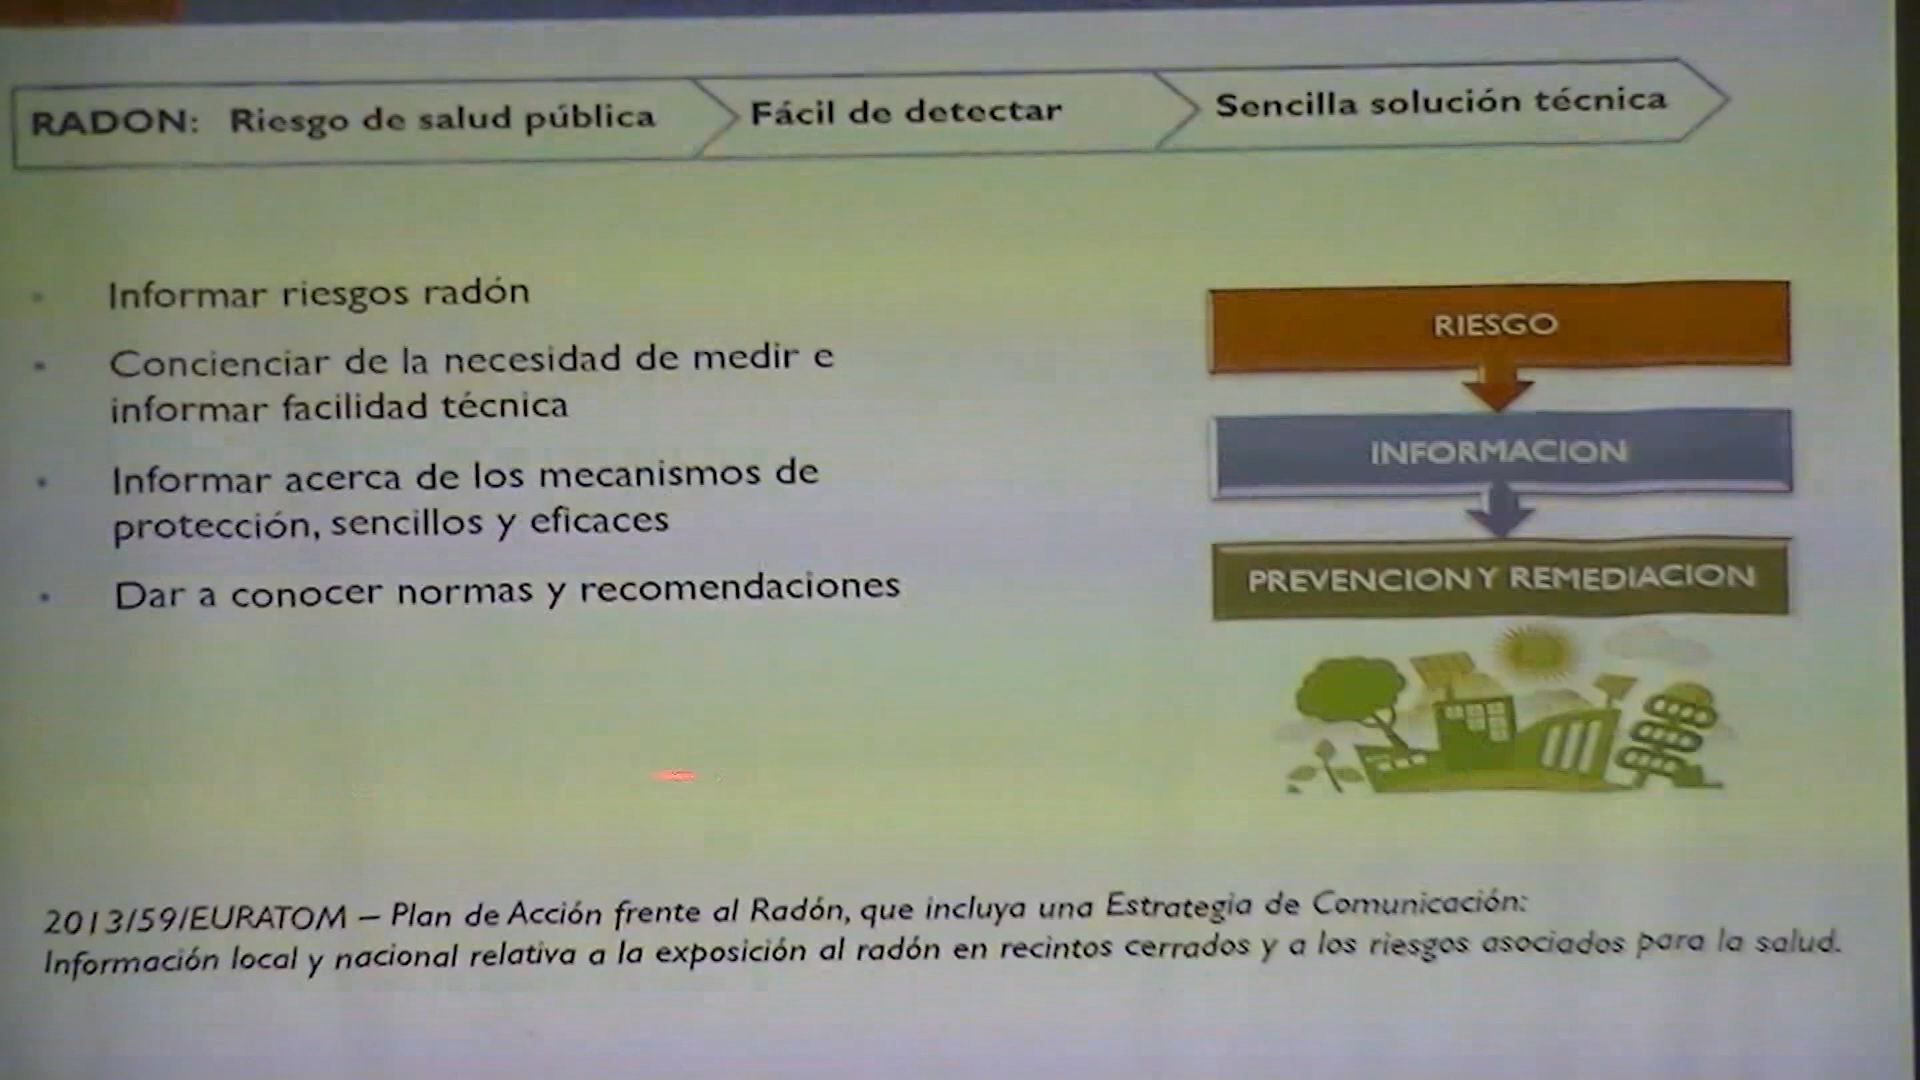 RADON: Riesgo de salud pública
Fácil de detectar
Sencilla solución técnica
Informar riesgos radón
Concienciar de la necesidad de medir e
informar facilidad técnica
Informar acerca de los mecanismos de
protección, sencillos y eficaces
Dar a conocer normas y recomendaciones
RIESGO
INFORMACION
PREVENCION Y REMEDIACION
2013/59/EURATOM – Plan de Acción frente al Radón, que incluya una Estrategia de Comunicación:
Información local y nacional relativa a la exposición al radón en recintos cerrados y a los riesgos asociados para la salud.